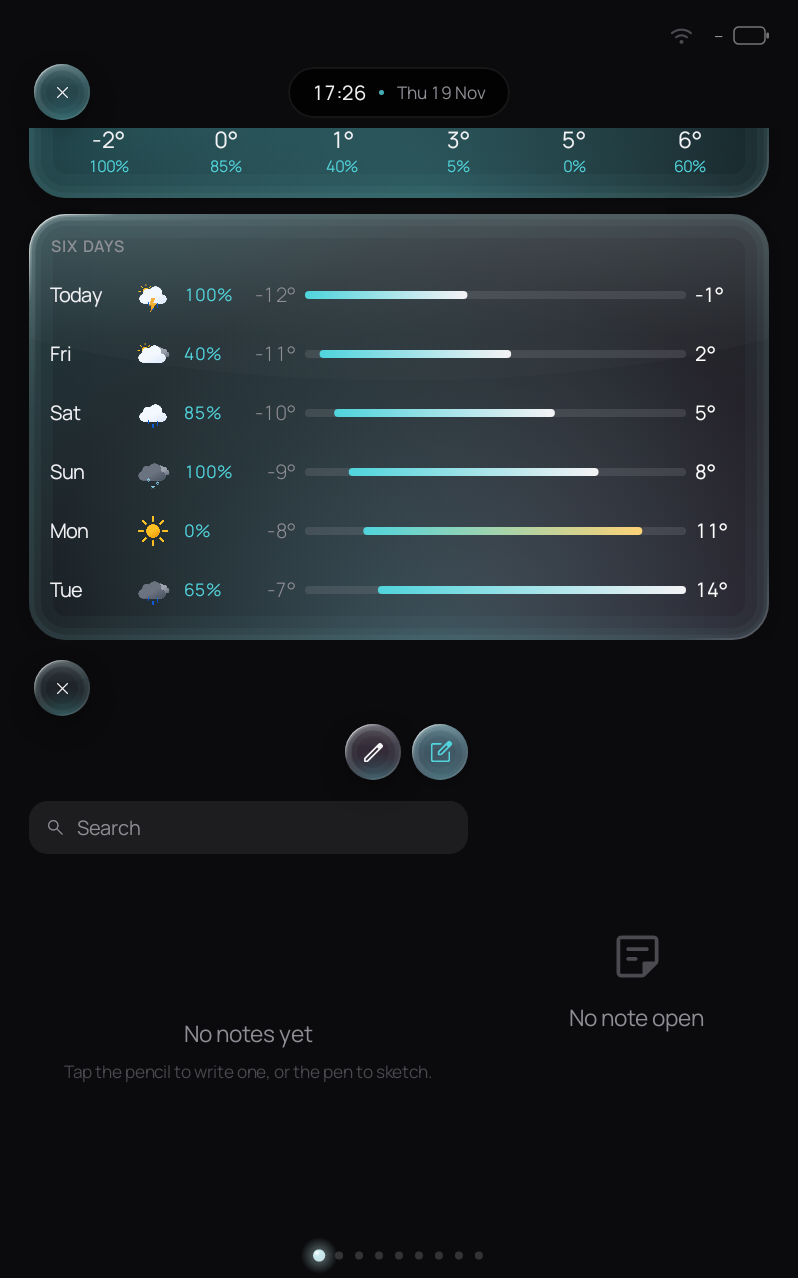 –
17:26 • Thu 19 Nov
-2° 0° 1° 3° 5° 6°
100% 85% 40% 5% 0% 60%
SIX DAYS
Today 100% -12° -1°
Fri 40% -11° 2°
Sat 85% -10° 5°
Sun 100% -9° 8°
Mon 0% -8° 11°
Tue 65% -7° 14°
Search
No note open
No notes yet
Tap the pencil to write one, or the pen to sketch.